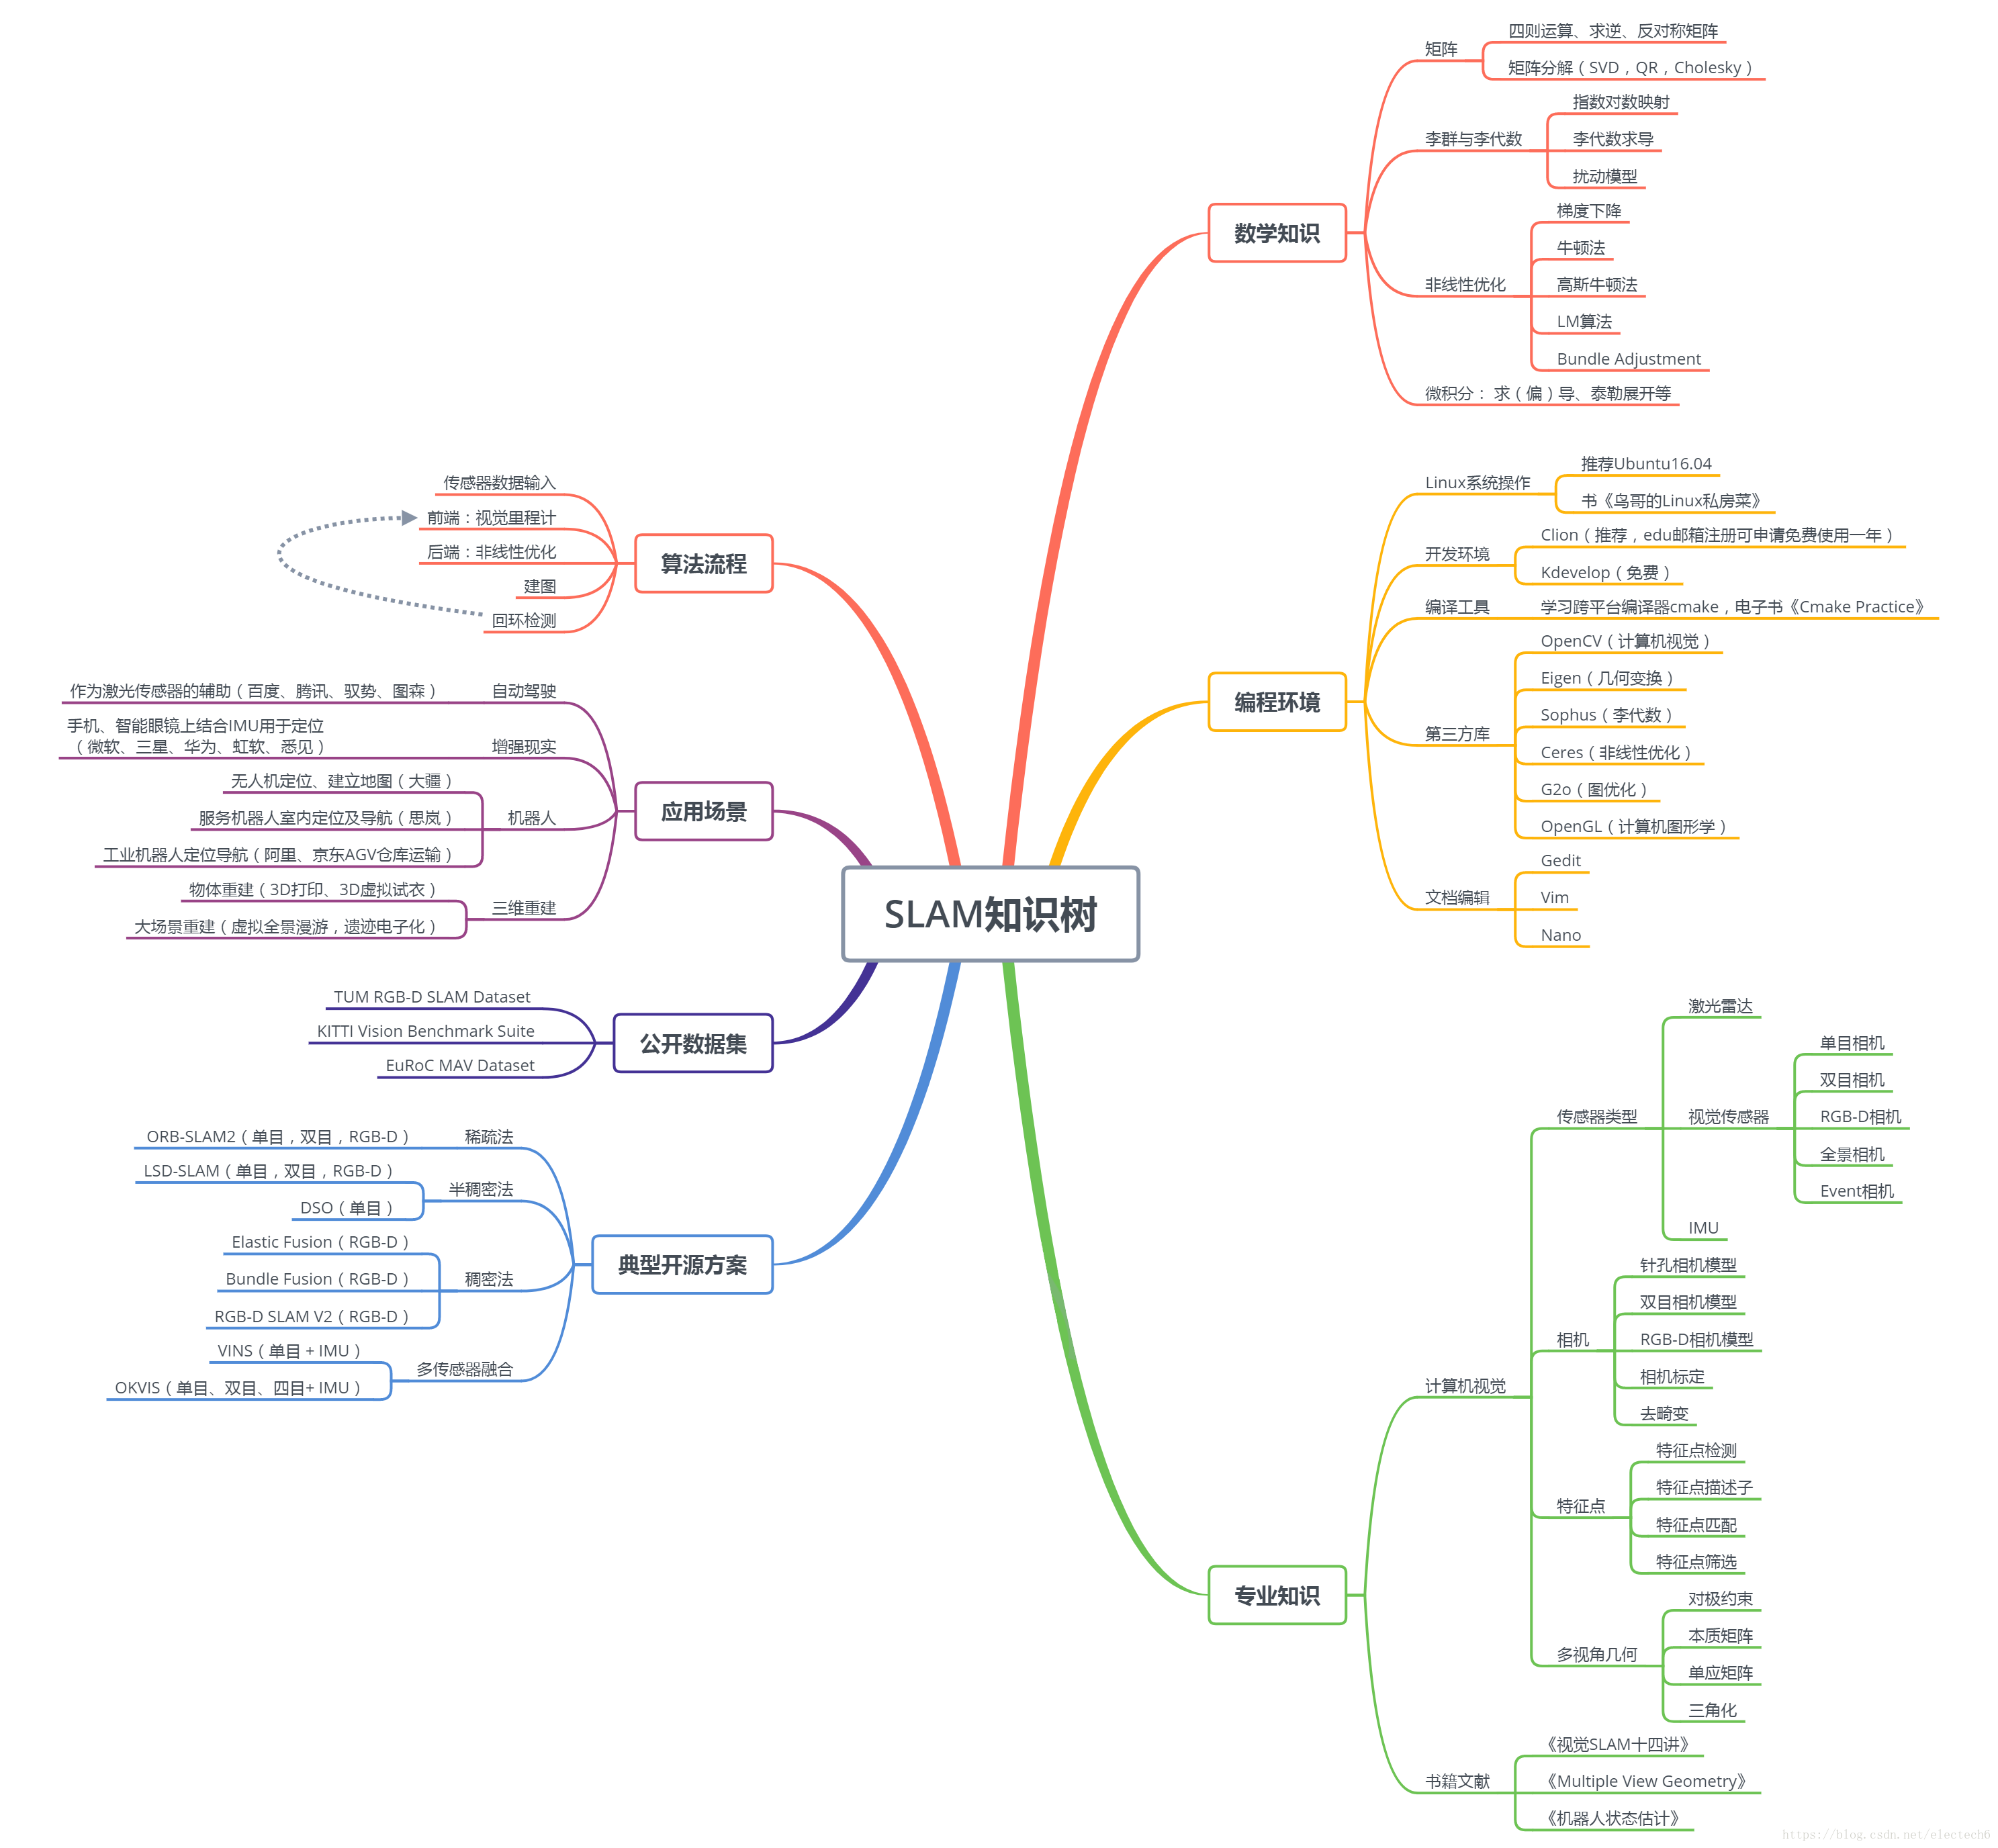 SLAM知识树
数学知识
矩阵
四则运算、求逆、反对称矩阵
矩阵分解（SVD，QR，Cholesky）
李群与李代数
指数对数映射
李代数求导
扰动模型
非线性优化
梯度下降
牛顿法
高斯牛顿法
LM算法
Bundle Adjustment
微积分： 求（偏）导、泰勒展开等
编程环境
Linux系统操作
推荐Ubuntu16.04
书《鸟哥的Linux私房菜》
开发环境
Clion（推荐，edu邮箱注册可申请免费使用一年）
Kdevelop（免费）
编译工具
学习跨平台编译器cmake，电子书《Cmake Practice》
第三方库
OpenCV（计算机视觉）
Eigen（几何变换）
Sophus（李代数）
Ceres（非线性优化）
G2o（图优化）
OpenGL（计算机图形学）
文档编辑
Gedit
Vim
Nano
专业知识
计算机视觉
传感器类型
激光雷达
视觉传感器
单目相机
双目相机
RGB-D相机
全景相机
Event相机
IMU
相机
针孔相机模型
双目相机模型
RGB-D相机模型
相机标定
去畸变
特征点
特征点检测
特征点描述子
特征点匹配
特征点筛选
多视角几何
对极约束
本质矩阵
单应矩阵
三角化
书籍文献
《视觉SLAM十四讲》
《Multiple View Geometry》
《机器人状态估计》
算法流程
传感器数据输入
前端：视觉里程计
后端：非线性优化
建图
回环检测
应用场景
自动驾驶
作为激光传感器的辅助（百度、腾讯、驭势、图森）
增强现实
手机、智能眼镜上结合IMU用于定位
（微软、三星、华为、虹软、悉见）
机器人
无人机定位、建立地图（大疆）
服务机器人室内定位及导航（思岚）
工业机器人定位导航（阿里、京东AGV仓库运输）
三维重建
物体重建（3D打印、3D虚拟试衣）
大场景重建（虚拟全景漫游，遗迹电子化）
公开数据集
TUM RGB-D SLAM Dataset
KITTI Vision Benchmark Suite
EuRoC MAV Dataset
典型开源方案
稀疏法
ORB-SLAM2（单目，双目，RGB-D）
半稠密法
LSD-SLAM（单目，双目，RGB-D）
DSO（单目）
稠密法
Elastic Fusion（RGB-D）
Bundle Fusion（RGB-D）
RGB-D SLAM V2（RGB-D）
多传感器融合
VINS（单目 + IMU）
OKVIS（单目、双目、四目+ IMU）
https://blog.csdn.net/electech6